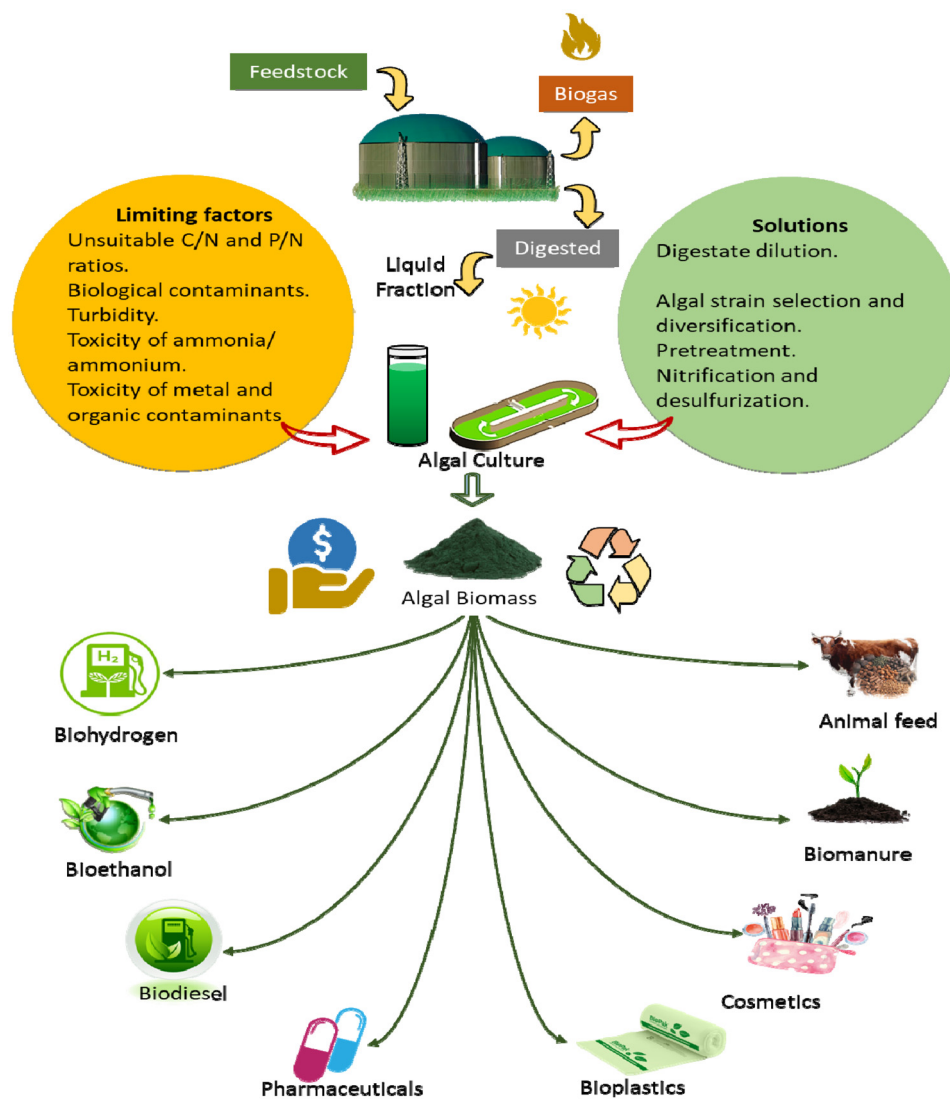 Feedstock
Biogas
Digested
Liquid
Fraction
Limiting factors
Unsuitable C/N and P/N
ratios.
Biological contaminants.
Turbidity.
Toxicity of ammonia/
ammonium.
Toxicity of metal and
organic contaminants
Solutions
Digestate dilution.
Algal strain selection and
diversification.
Pretreatment.
Nitrification and
desulfurization.
Algal Culture
$
Algal Biomass
H2
Biohydrogen
Animal feed
Bioethanol
Biomanure
Biodiesel
Cosmetics
Pharmaceuticals
Bioplastics